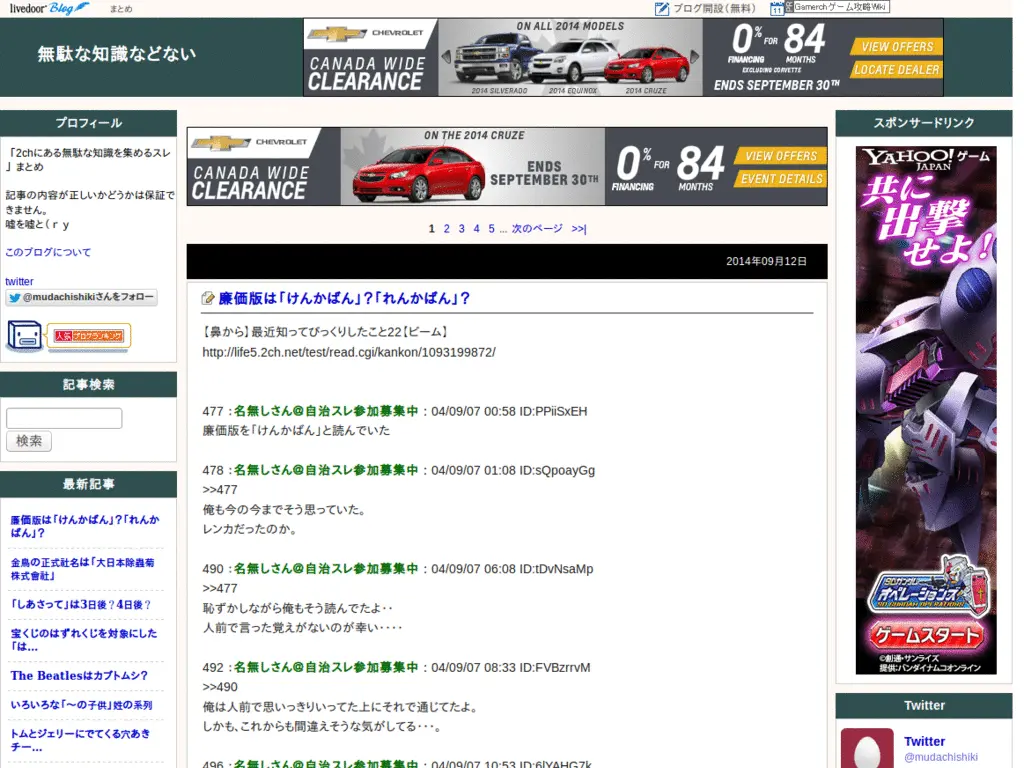 livedoor Blog
まとめ
ブログ開設(無料)
11
Gamerchゲーム攻略Wiki
無駄な知識などない
CHEVROLET
CANADA WIDE
CLEARANCE
ON ALL 2014 MODELS
2014 SILVERADO 2014 EQUINOX 2014 CRUZE
0% FOR 84
FINANCING MONTHS
EXCLUDING CORVETTE
ENDS SEPTEMBER 30TH
VIEW OFFERS
LOCATE DEALER
プロフィール
「2chにある無駄な知識を集めるスレ
」まとめ
記事の内容が正しいかどうかは保証で
きません。
嘘を嘘と(ｒｙ
このブログについて
twitter
@mudachishikiさんをフォロー
人気ブログランキング
記事検索
検索
最新記事
廉価版は「けんかばん」?「れんか
ばん」?
金鳥の正式社名は「大日本除蟲菊
株式会社」
「しあさって」は3日後？4日後？
宝くじのはずれくじを対象にした
「は...
The Beatlesはカブトムシ?
いろいろな「〜の子供」姓の系列
トムとジェリーにでてくる穴あき
チー...
CHEVROLET
CANADA WIDE
CLEARANCE
ON THE 2014 CRUZE
ENDS
SEPTEMBER 30TH
0% FOR 84
FINANCING MONTHS
VIEW OFFERS
EVENT DETAILS
1 2 3 4 5 ... 次のページ >>|
2014年09月12日
廉価版は「けんかばん」?「れんかばん」?
【鼻から】最近知ってびっくりしたこと22【ビーム】
http://life5.2ch.net/test/read.cgi/kankon/1093199872/
477 ：名無しさん＠自治スレ参加募集中：04/09/07 00:58 ID:PPiiSxEH
廉価版を「けんかばん」と読んでいた
478 ：名無しさん＠自治スレ参加募集中：04/09/07 01:08 ID:sQpoayGg
>>477
俺も今の今までそう思っていた。
レンカだったのか。
490 ：名無しさん＠自治スレ参加募集中：04/09/07 06:08 ID:tDvNsaMp
>>477
恥ずかしながら俺もそう読んでたよ‥
人前で言った覚えがないのが幸い‥‥
492 ：名無しさん＠自治スレ参加募集中：04/09/07 08:33 ID:FVBzrrvM
>>490
俺は人前で思いっきりいってた上にそれで通じてたよ。
しかも、これからも間違えそうな気がしてる･･･。
496 ：名無しさん＠自治スレ参加募集中：04/09/07 10:53 ID:6lYAHG7k
スポンサードリンク
YAHOO!ゲーム
JAPAN
共に
出撃
せよ!
SDガンダム
オペレーションズ
SD GUNDAM OPERATIONS
ゲームスタート
©創通・サンライズ
提供:バンダイナムコオンライン
Twitter
Twitter
@mudachishiki